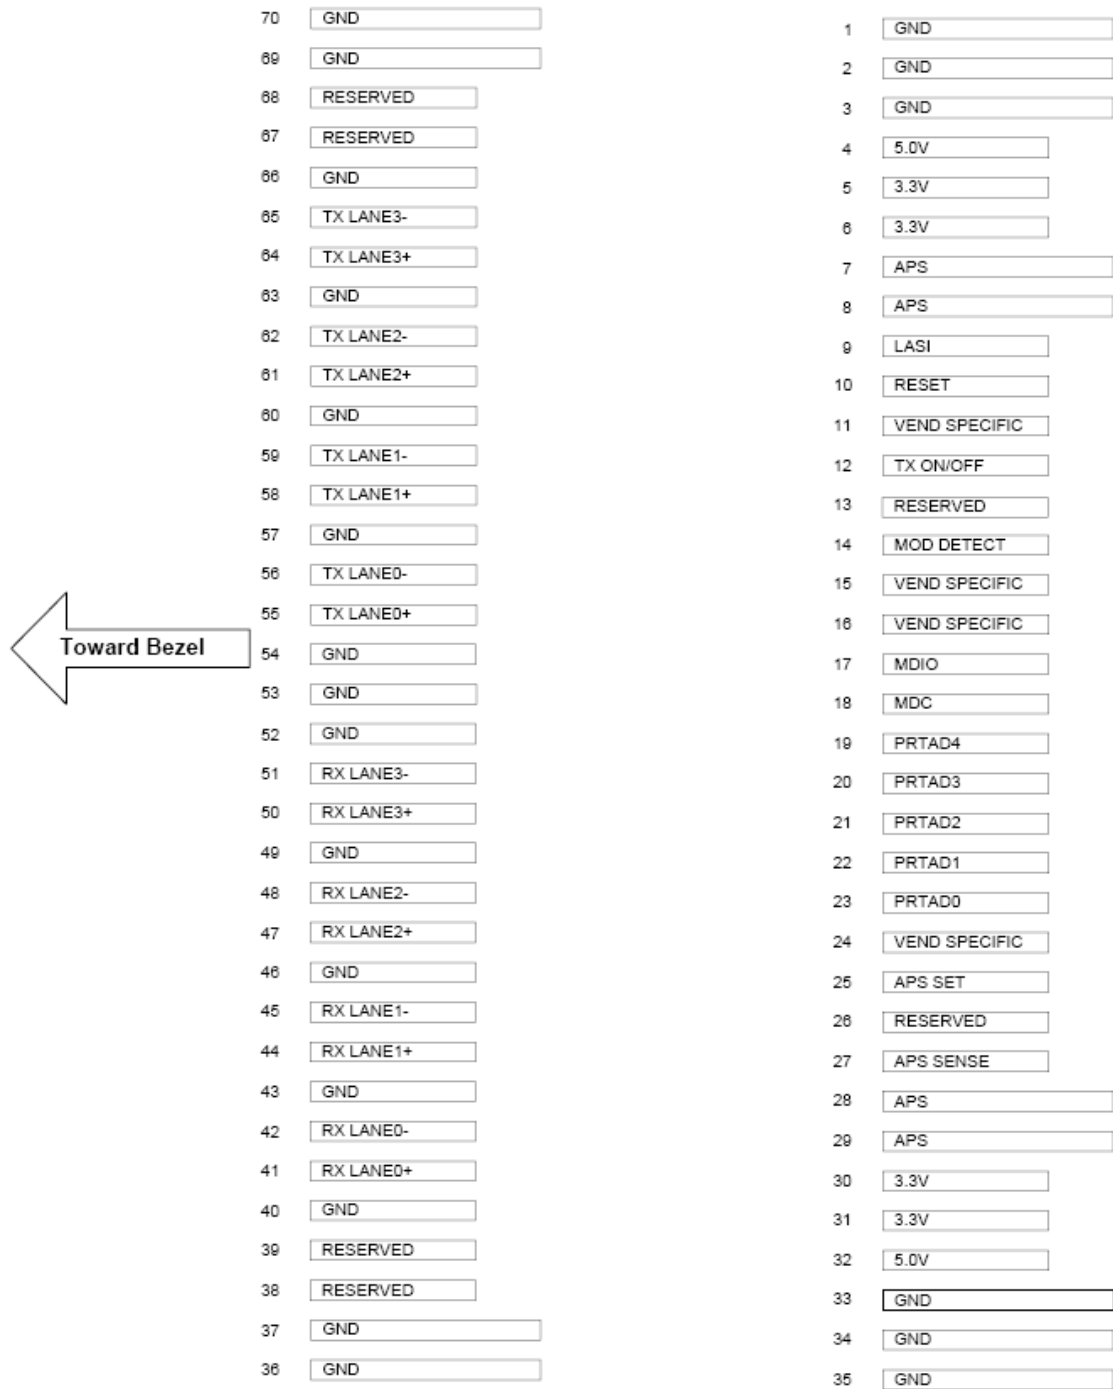 70 GND
69 GND
68 RESERVED
67 RESERVED
66 GND
65 TX LANE3-
64 TX LANE3+
63 GND
62 TX LANE2-
61 TX LANE2+
60 GND
59 TX LANE1-
58 TX LANE1+
57 GND
56 TX LANE0-
55 TX LANE0+
Toward Bezel
54 GND
53 GND
52 GND
51 RX LANE3-
50 RX LANE3+
49 GND
48 RX LANE2-
47 RX LANE2+
46 GND
45 RX LANE1-
44 RX LANE1+
43 GND
42 RX LANE0-
41 RX LANE0+
40 GND
39 RESERVED
38 RESERVED
37 GND
36 GND
1 GND
2 GND
3 GND
4 5.0V
5 3.3V
6 3.3V
7 APS
8 APS
9 LASI
10 RESET
11 VEND SPECIFIC
12 TX ON/OFF
13 RESERVED
14 MOD DETECT
15 VEND SPECIFIC
16 VEND SPECIFIC
17 MDIO
18 MDC
19 PRTAD4
20 PRTAD3
21 PRTAD2
22 PRTAD1
23 PRTAD0
24 VEND SPECIFIC
25 APS SET
26 RESERVED
27 APS SENSE
28 APS
29 APS
30 3.3V
31 3.3V
32 5.0V
33 GND
34 GND
35 GND